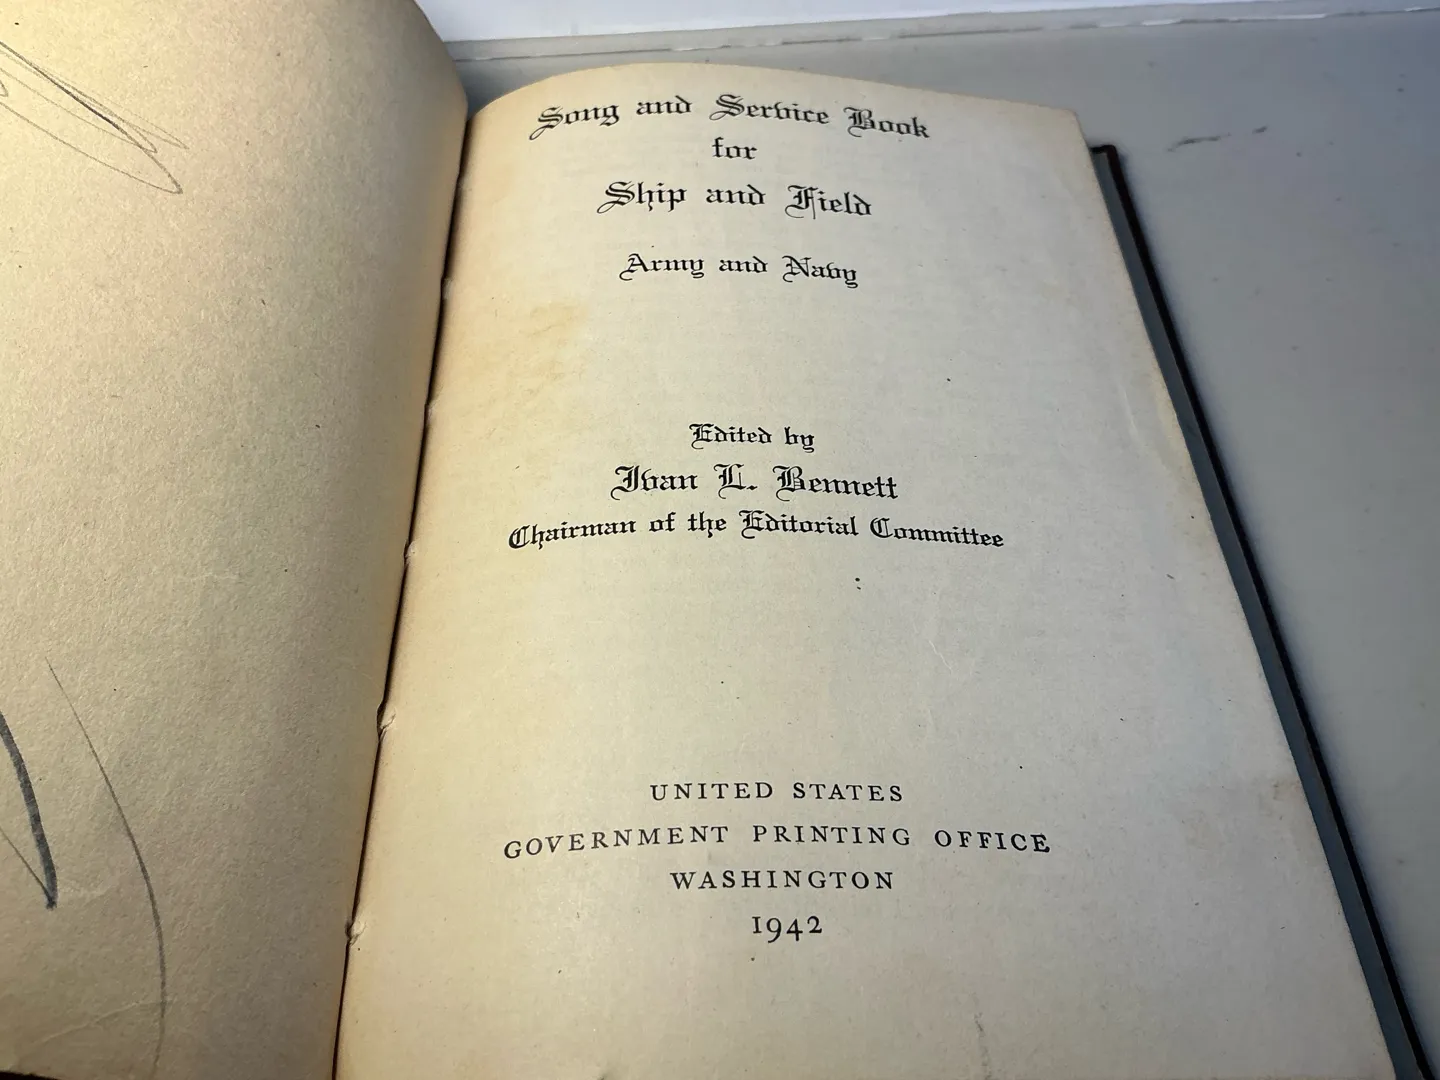 Song and Service Book
for
Ship and Field
Army and Navy
Edited by
Ivan L. Bennett
Chairman of the Editorial Committee
UNITED STATES
GOVERNMENT PRINTING OFFICE
WASHINGTON
1942